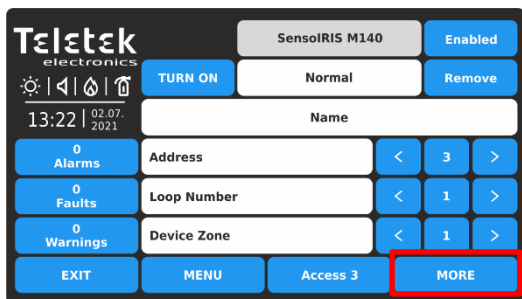 Teletek
electronics
SensoIRIS M140
Enabled
TURN ON
Normal
Remove
13:22
02.07.
2021
Name
0
Alarms
Address
<
3
>
0
Faults
Loop Number
<
1
>
0
Warnings
Device Zone
<
1
>
EXIT
MENU
Access 3
MORE